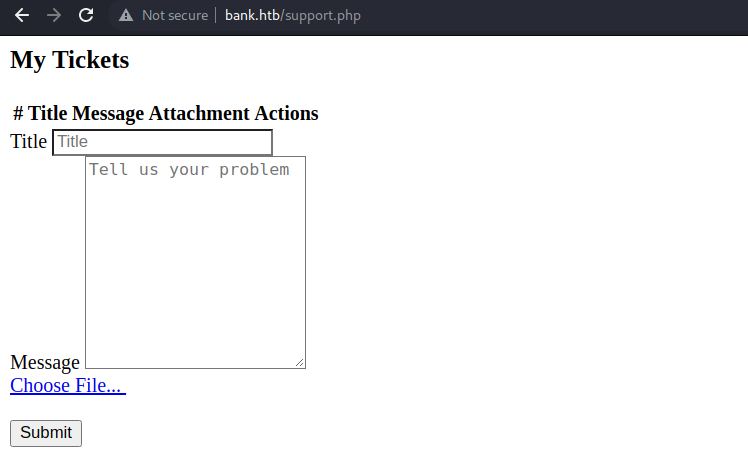 Not secure bank.htb/support.php
My Tickets
# Title Message Attachment Actions
Title Title
Tell us your problem
Message
Choose File...
Submit